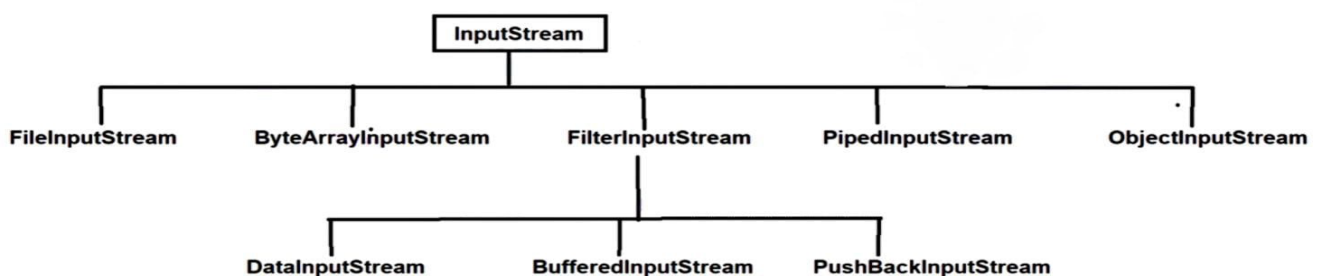 InputStream
FileInputStream ByteArrayInputStream FilterInputStream PipedInputStream ObjectInputStream
DataInputStream BufferedInputStream PushBackInputStream